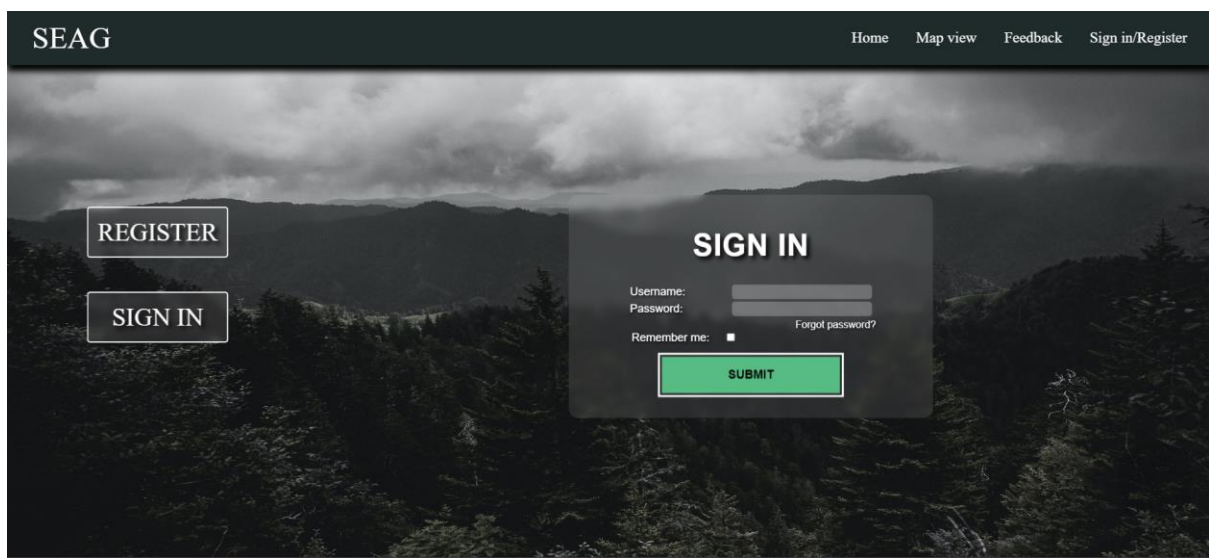 SEAG
Home Map view Feedback Sign in/Register
REGISTER
SIGN IN
SIGN IN
Username:
Password:
Forgot password?
Remember me:
SUBMIT